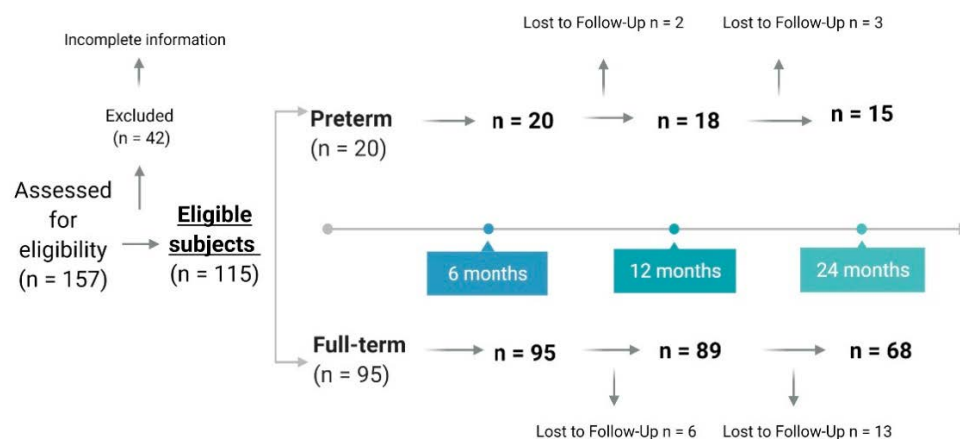 Lost to Follow-Up n = 2
Lost to Follow-Up n = 3
Incomplete information
Excluded
(n = 42)
Preterm
(n = 20)
n = 20
n = 18
n = 15
Assessed
for
eligibility
(n = 157)
Eligible
subjects
(n = 115)
6 months
12 months
24 months
Full-term
(n = 95)
n = 95
n = 89
n = 68
Lost to Follow-Up n = 6
Lost to Follow-Up n = 13